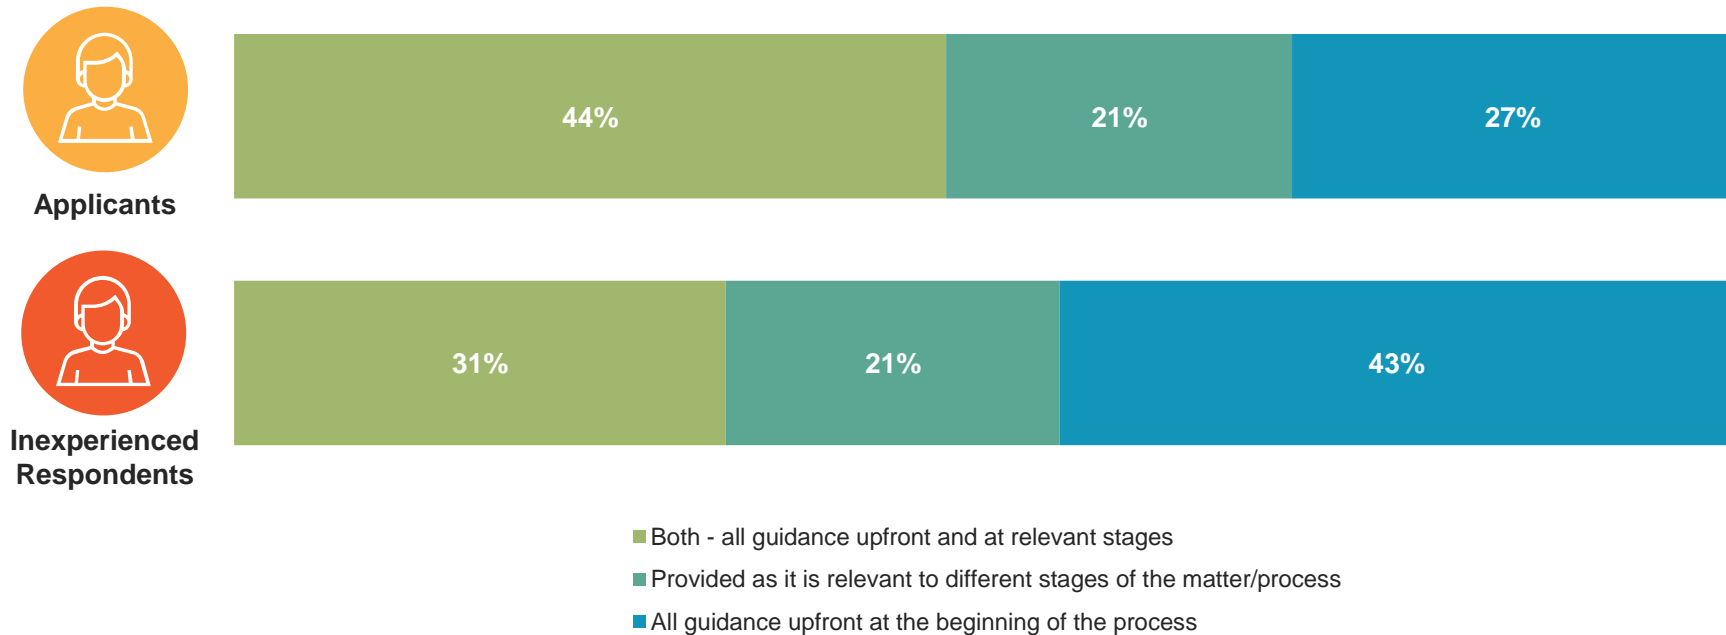 44%
21%
27%
Applicants
31%
21%
43%
Inexperienced
Respondents
Both - all guidance upfront and at relevant stages
Provided as it is relevant to different stages of the matter/process
All guidance upfront at the beginning of the process